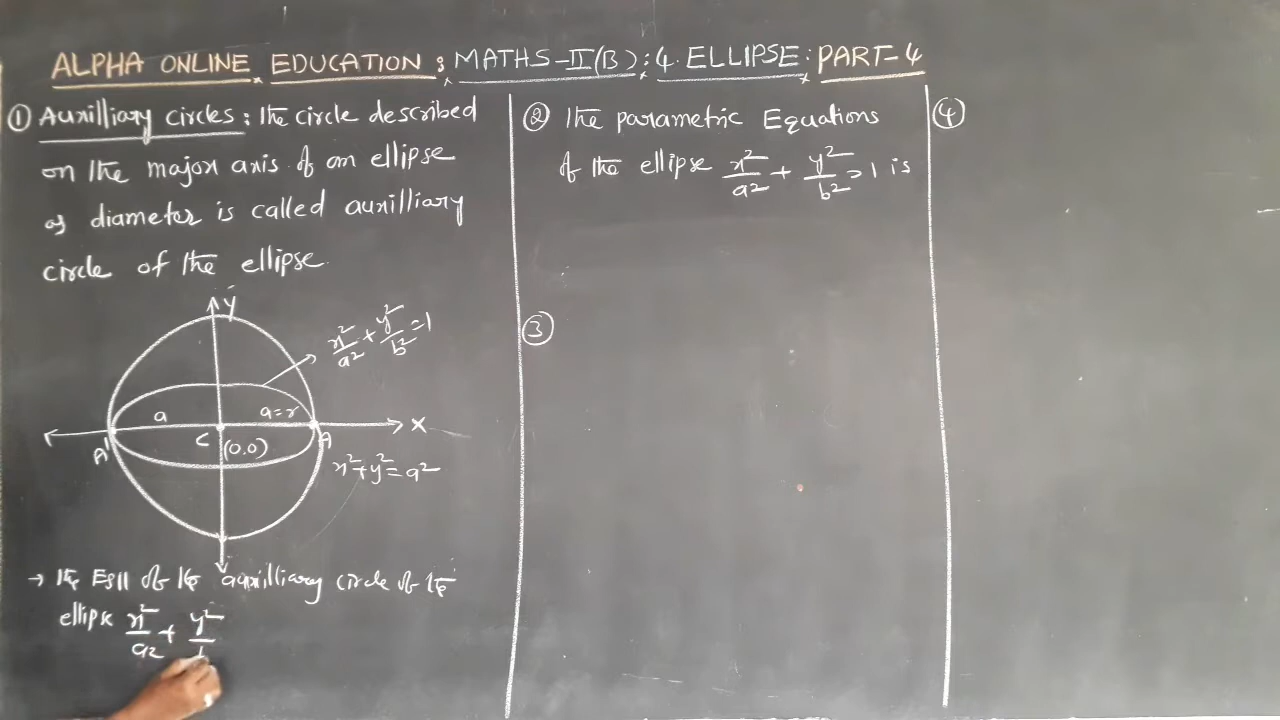 ALPHA ONLINE EDUCATION : MATHS-II(B) : 4. ELLIPSE : PART-4
① Auxilliary circles : The circle described
on the major axis of an ellipse
as diameter is called auxilliary
circle of the ellipse.
Y
x²/a² + y²/b² = 1
a
a=r
X
A'
C
(0.0)
A
x²+y²=a²
→ The Eqn of the auxilliary circle of the
ellipse x²/a² + y²/b
② The parametric Equations
of the ellipse x²/a² + y²/b² = 1 is
③
④